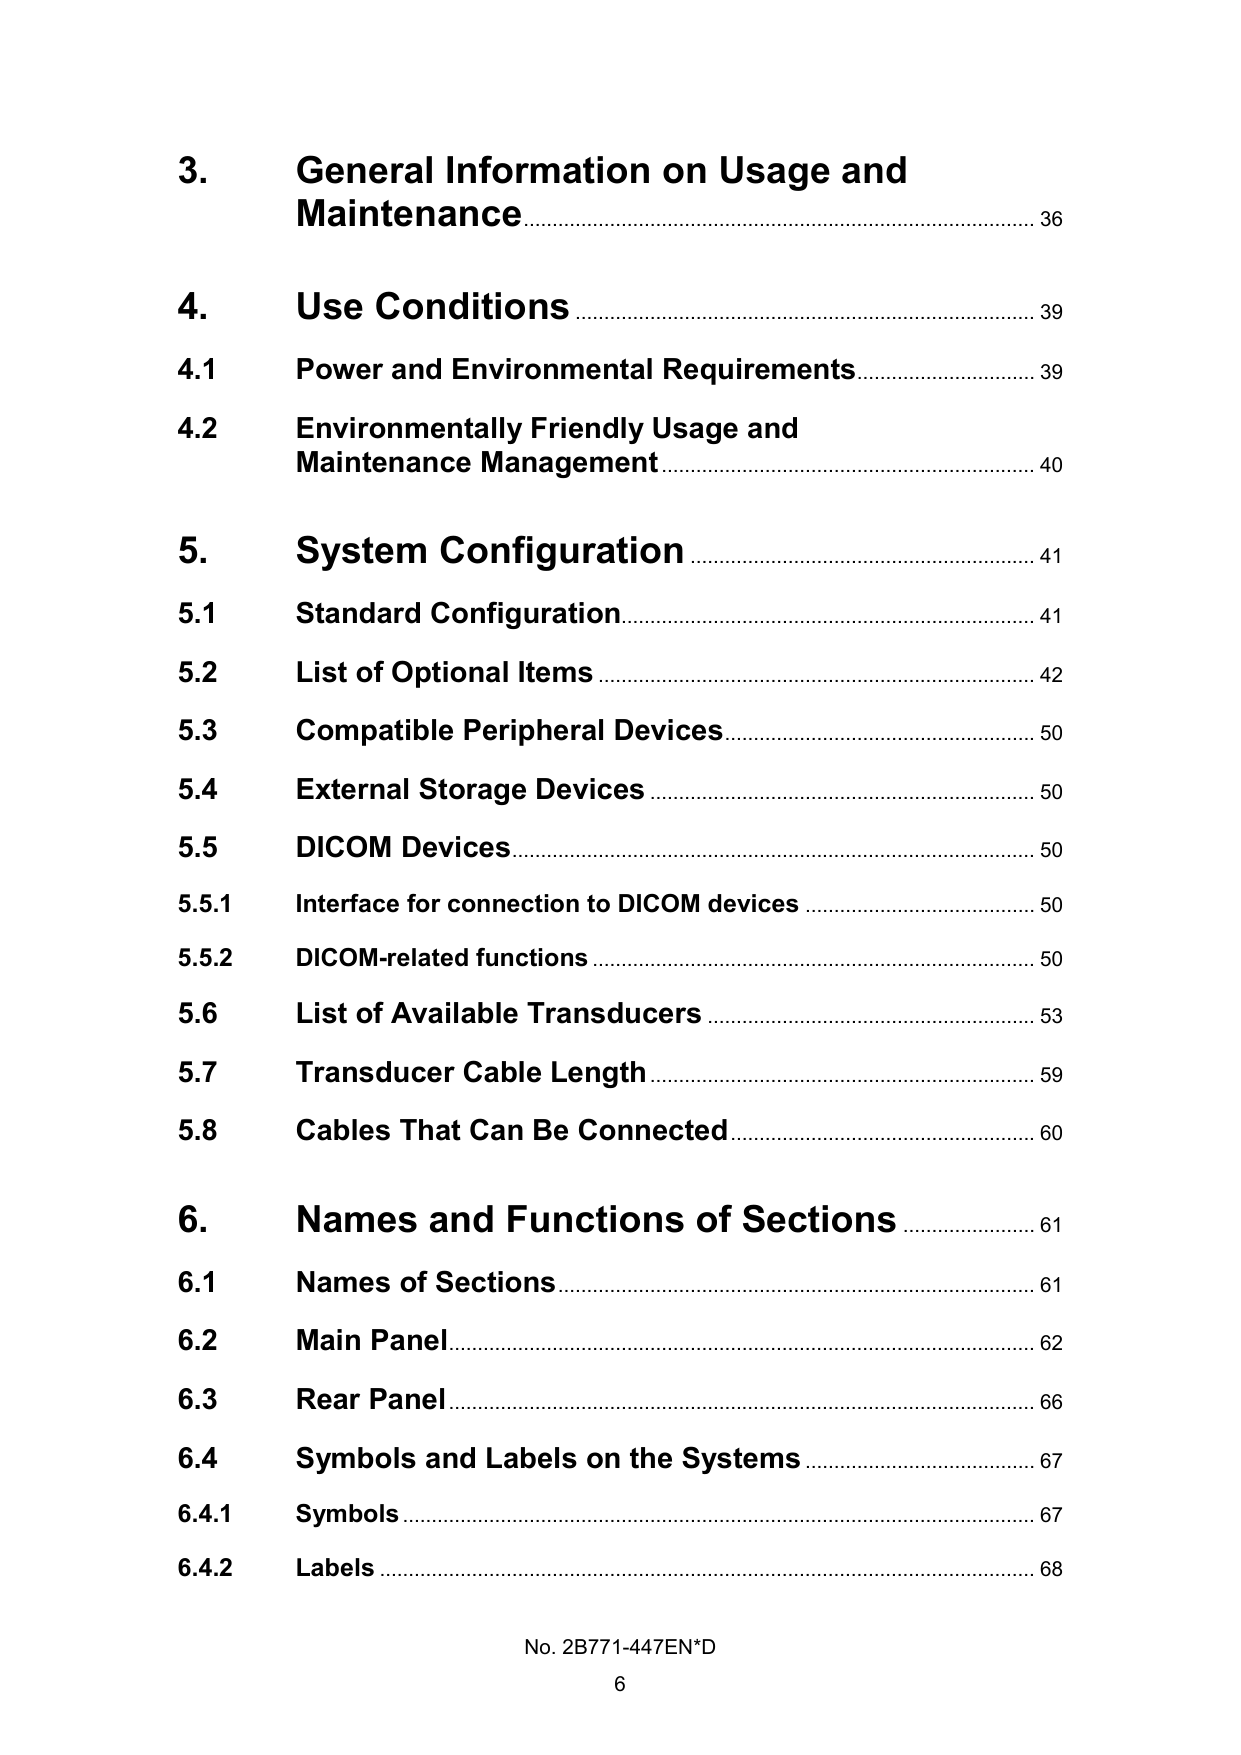 3. General Information on Usage and
Maintenance........................................................................................ 36
4. Use Conditions ............................................................................... 39
4.1 Power and Environmental Requirements............................... 39
4.2 Environmentally Friendly Usage and
Maintenance Management................................................................. 40
5. System Configuration ........................................................... 41
5.1 Standard Configuration........................................................................ 41
5.2 List of Optional Items ............................................................................ 42
5.3 Compatible Peripheral Devices...................................................... 50
5.4 External Storage Devices ................................................................... 50
5.5 DICOM Devices........................................................................................... 50
5.5.1 Interface for connection to DICOM devices ........................................ 50
5.5.2 DICOM-related functions ............................................................................. 50
5.6 List of Available Transducers ......................................................... 53
5.7 Transducer Cable Length................................................................... 59
5.8 Cables That Can Be Connected..................................................... 60
6. Names and Functions of Sections ....................... 61
6.1 Names of Sections................................................................................... 61
6.2 Main Panel...................................................................................................... 62
6.3 Rear Panel...................................................................................................... 66
6.4 Symbols and Labels on the Systems ........................................ 67
6.4.1 Symbols .............................................................................................................. 67
6.4.2 Labels .................................................................................................................. 68
No. 2B771-447EN*D
6